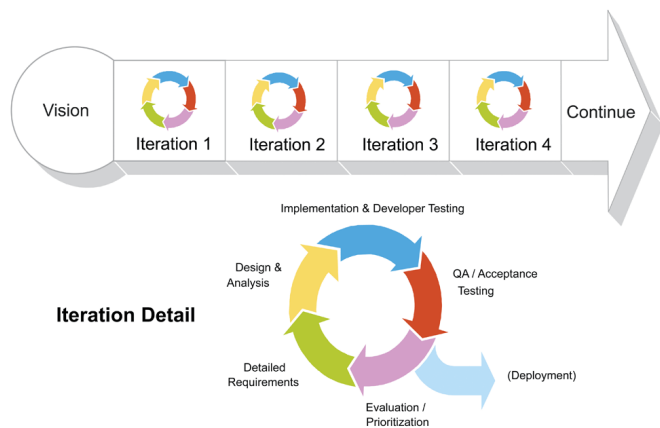 Vision
Iteration 1
Iteration 2
Iteration 3
Iteration 4
Continue
Implementation & Developer Testing
Design &
Analysis
QA / Acceptance
Testing
Iteration Detail
Detailed
Requirements
(Deployment)
Evaluation /
Prioritization